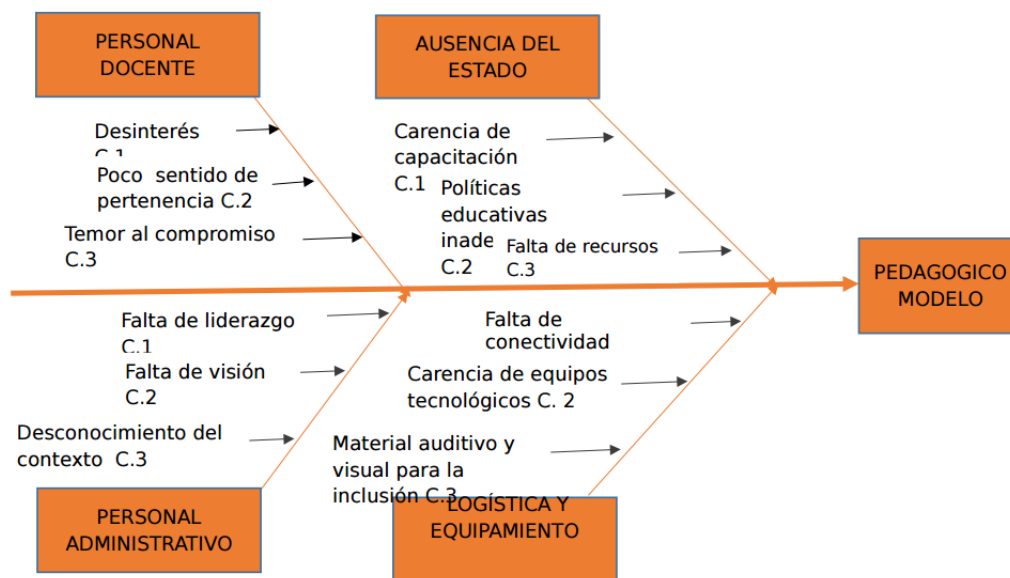 PERSONAL
DOCENTE
Desinterés
C.1
Poco sentido de
pertenencia C.2
Temor al compromiso
C.3
AUSENCIA DEL
ESTADO
Carencia de
capacitación
C.1
Políticas
educativas
inade
C.2
Falta de recursos
C.3
PEDAGOGICO
MODELO
Falta de liderazgo
C.1
Falta de visión
C.2
Desconocimiento del
contexto C.3
PERSONAL
ADMINISTRATIVO
Falta de
conectividad
Carencia de equipos
tecnológicos C. 2
Material auditivo y
visual para la
inclusión C.3
LOGÍSTICA Y
EQUIPAMIENTO